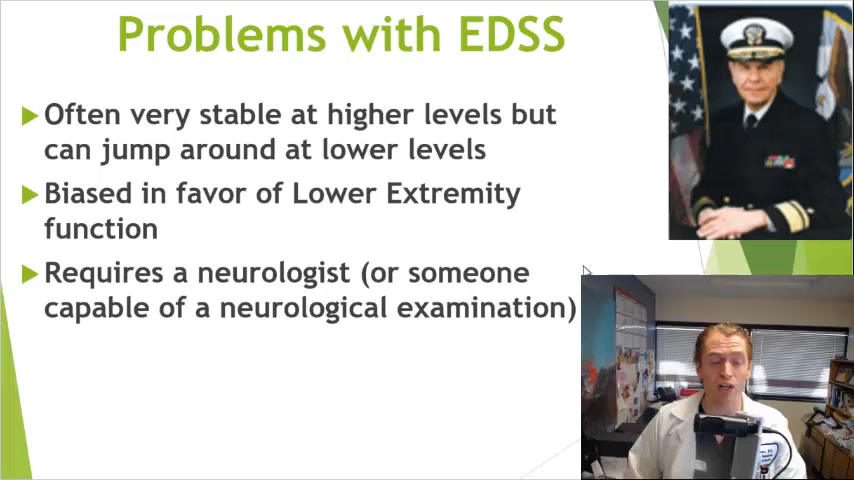 Problems with EDSS
Often very stable at higher levels but
can jump around at lower levels
Biased in favor of Lower Extremity
function
Requires a neurologist (or someone
capable of a neurological examination)